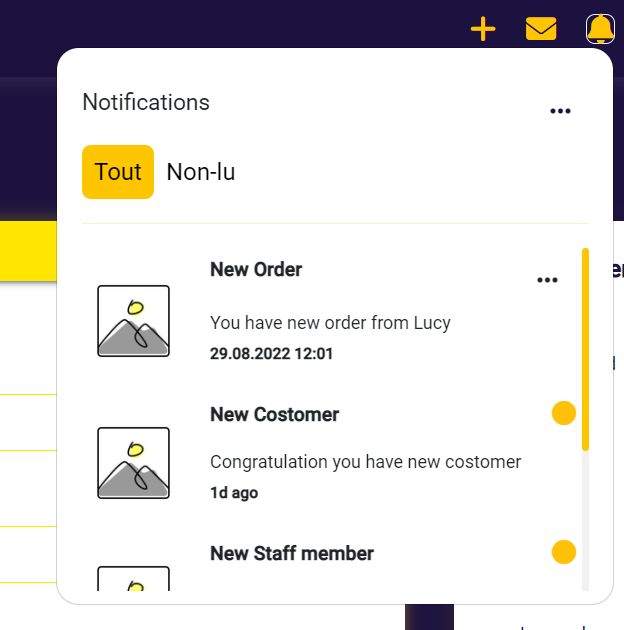 Notifications
Tout Non-lu
New Order
You have new order from Lucy
29.08.2022 12:01
New Costomer
Congratulation you have new costomer
1d ago
New Staff member